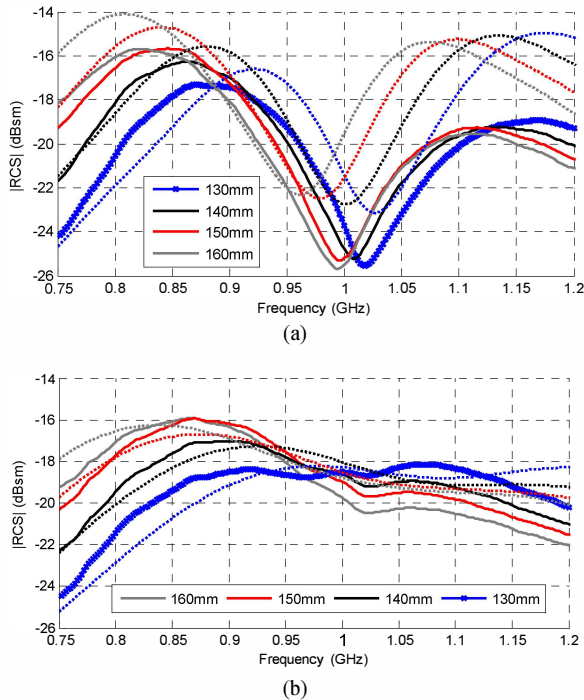 -14
-16
-18
-20
-22
-24
-26
|RCS| (dBsm)
130mm
140mm
150mm
160mm
0.75 0.8 0.85 0.9 0.95 1 1.05 1.1 1.15 1.2
Frequency (GHz)
(a)
-14
-16
-18
-20
-22
-24
-26
|RCS| (dBsm)
160mm 150mm 140mm 130mm
0.75 0.8 0.85 0.9 0.95 1 1.05 1.1 1.15 1.2
Frequency (GHz)
(b)